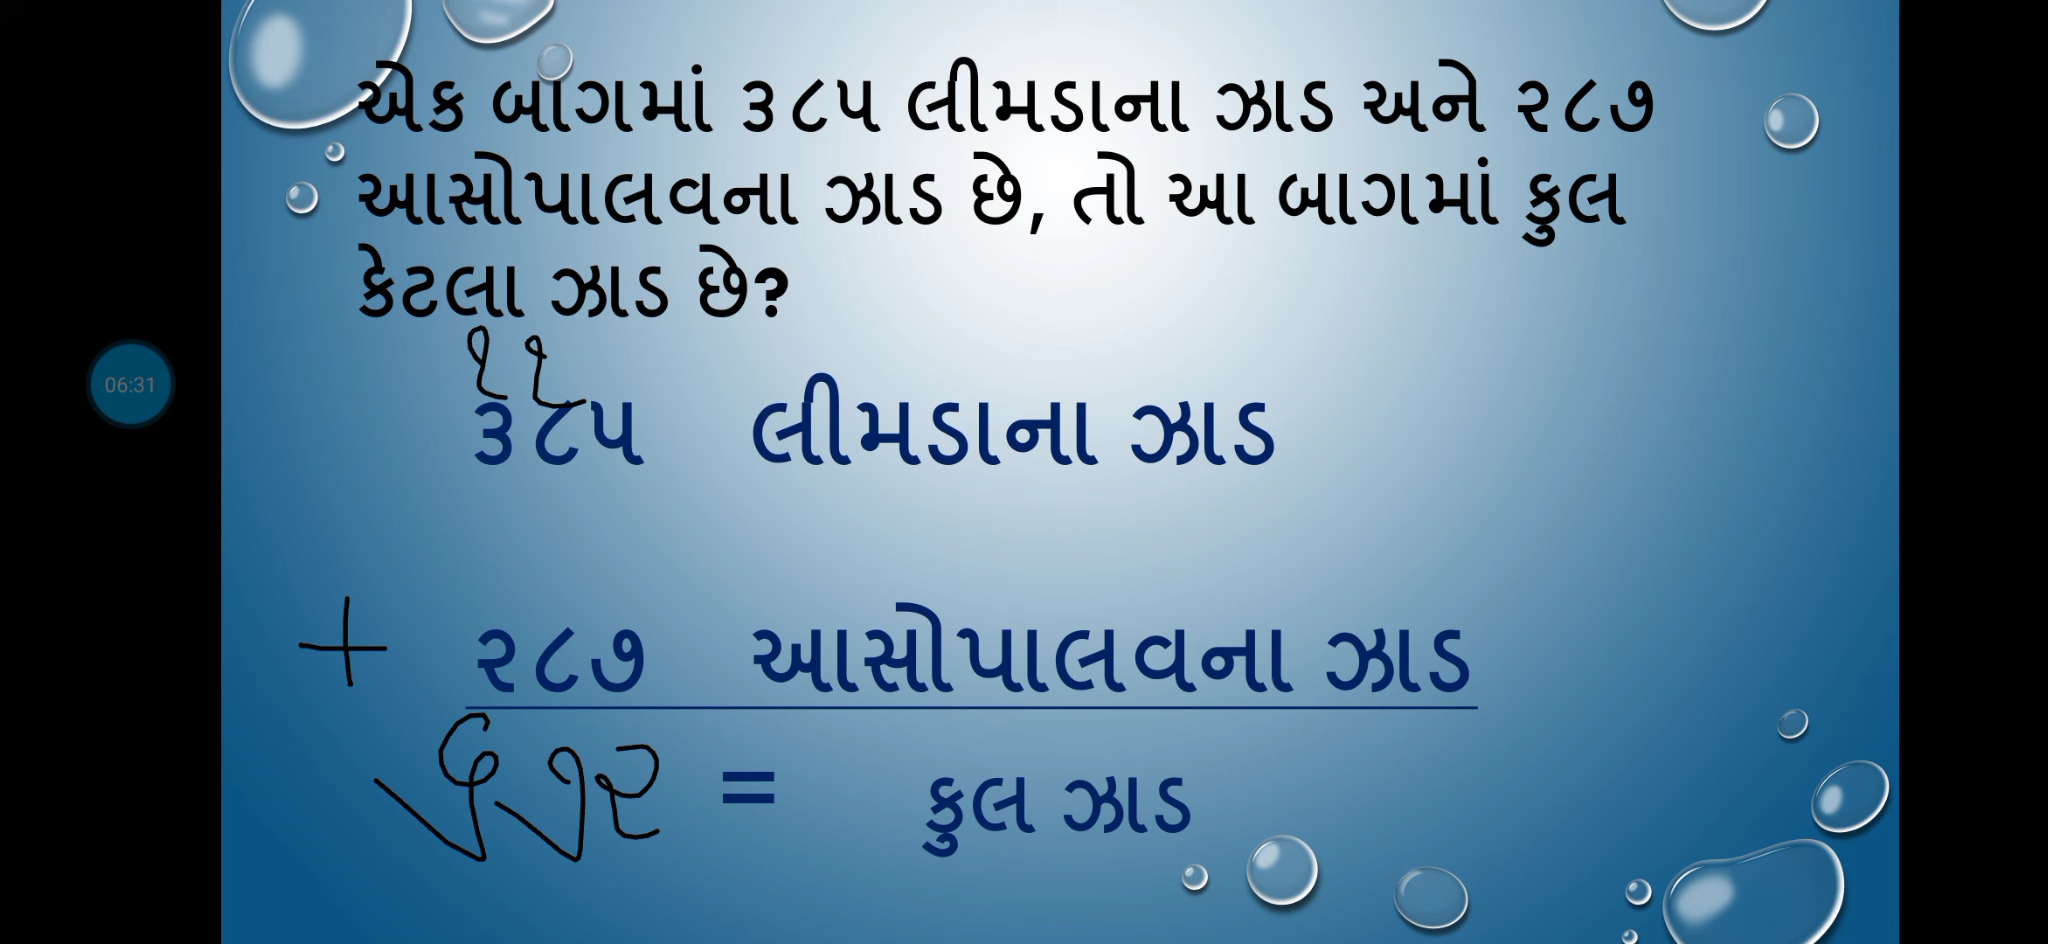 એક બાગમાં ૩૮૫ લીમડાના ઝાડ અને ૨૮૭
આસોપાલવના ઝાડ છે, તો આ બાગમાં કુલ
કેટલા ઝાડ છે?
૧ ૧
૩૮૫ લીમડાના ઝાડ
06:31
+ ૨૮૭ આસોપાલવના ઝાડ
૬૭૨ = કુલ ઝાડ